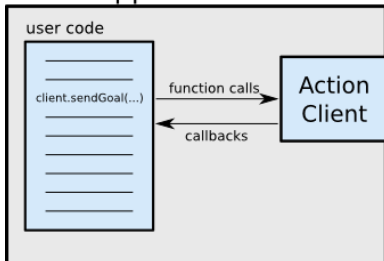 user code
client.sendGoal(...)
function calls
callbacks
Action
Client